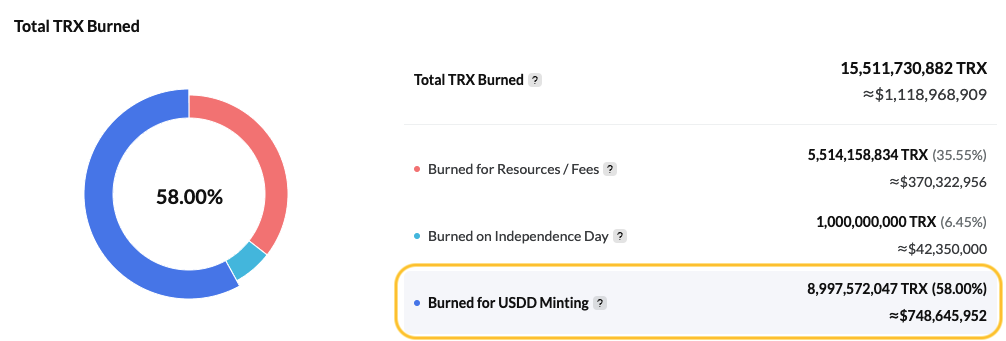 Total TRX Burned
58.00%
Total TRX Burned ?
15,511,730,882 TRX
≈$1,118,968,909
Burned for Resources / Fees ?
5,514,158,834 TRX (35.55%)
≈$370,322,956
Burned on Independence Day ?
1,000,000,000 TRX (6.45%)
≈$42,350,000
Burned for USDD Minting ?
8,997,572,047 TRX (58.00%)
≈$748,645,952